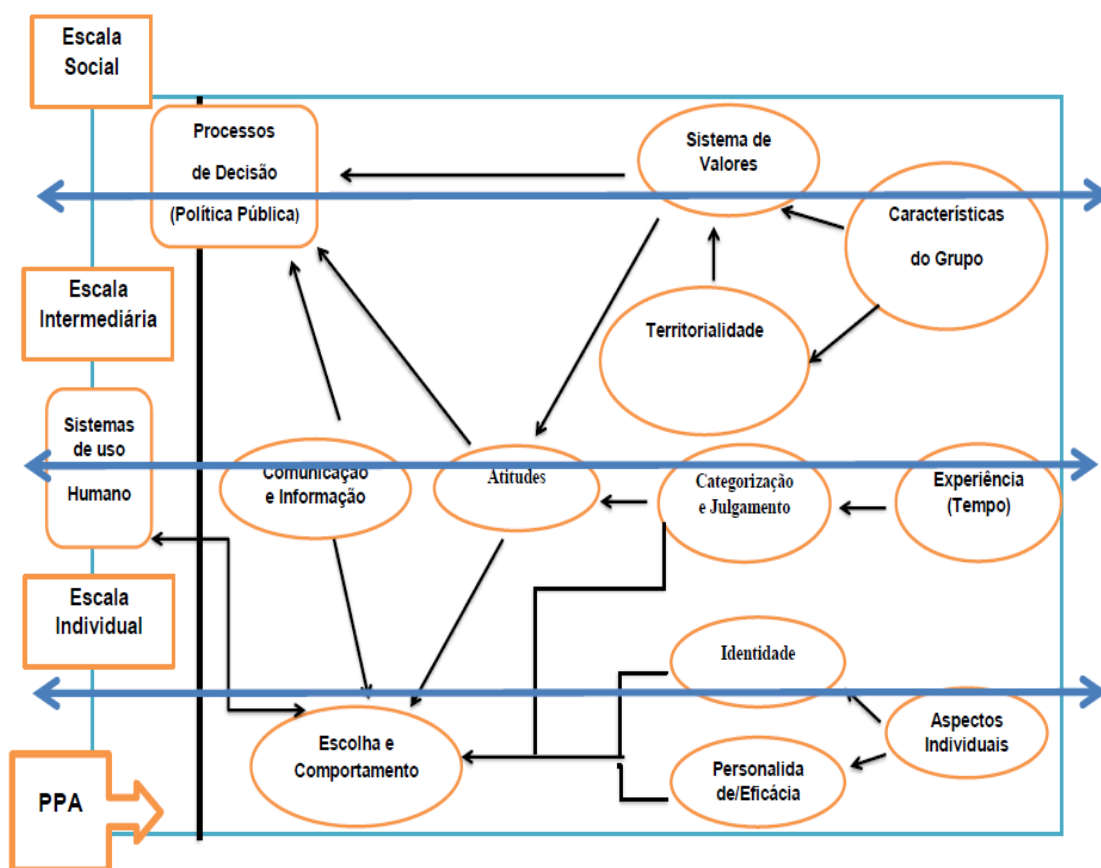 Escala
Social
Processos
de Decisão
(Política Pública)
Sistema de
Valores
Características
do Grupo
Escala
Intermediária
Territorialidade
Sistemas
de uso
Humano
Comunicação
e Informação
Atitudes
Categorização
e Julgamento
Experiência
(Tempo)
Escala
Individual
Identidade
Aspectos
Individuais
Escolha e
Comportamento
Personalida
de/Eficácia
PPA